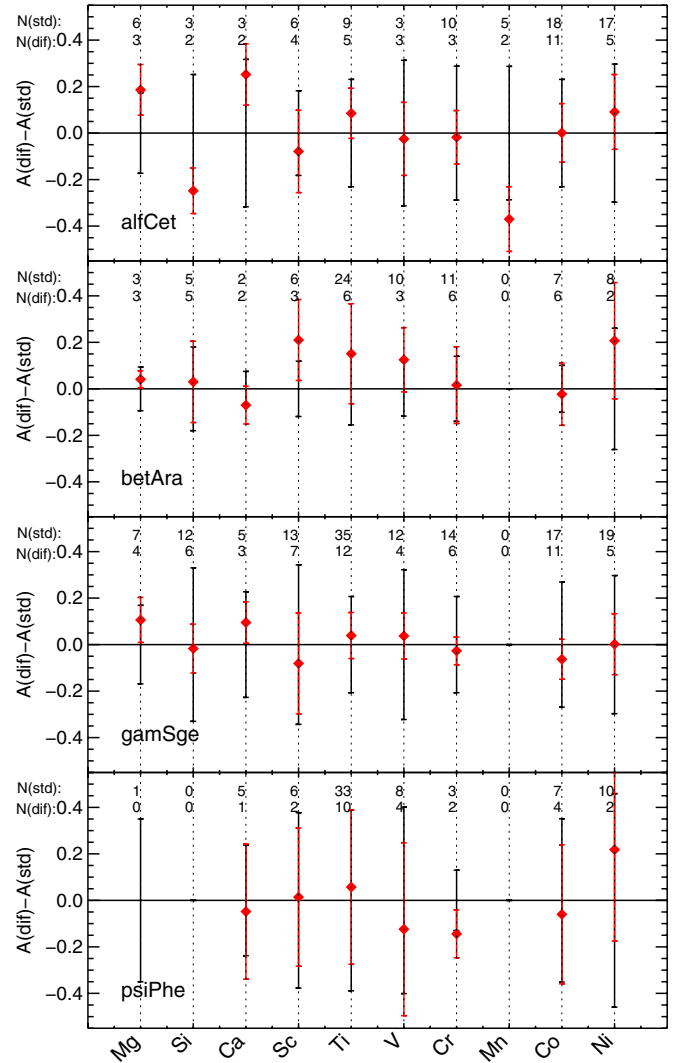 N(std): 6 3 3 6 9 3 10 5 18 17
N(dif): 3 2 2 4 5 3 3 2 11 5
0.4
0.2
0.0
−0.2
−0.4
A(dif)−A(std)
alfCet
N(std): 3 5 2 6 24 10 11 0 7 8
N(dif): 3 5 2 3 6 3 6 0 6 2
0.4
0.2
0.0
−0.2
−0.4
A(dif)−A(std)
betAra
N(std): 7 12 5 13 35 12 14 0 17 19
N(dif): 4 6 3 7 12 4 6 0 11 5
0.4
0.2
0.0
−0.2
−0.4
A(dif)−A(std)
gamSge
N(std): 1 0 5 6 33 8 3 0 7 10
N(dif): 0 0 1 2 10 4 2 0 4 2
0.4
0.2
0.0
−0.2
−0.4
A(dif)−A(std)
psiPhe
Mg Si Ca Sc Ti V Cr Mn Co Ni